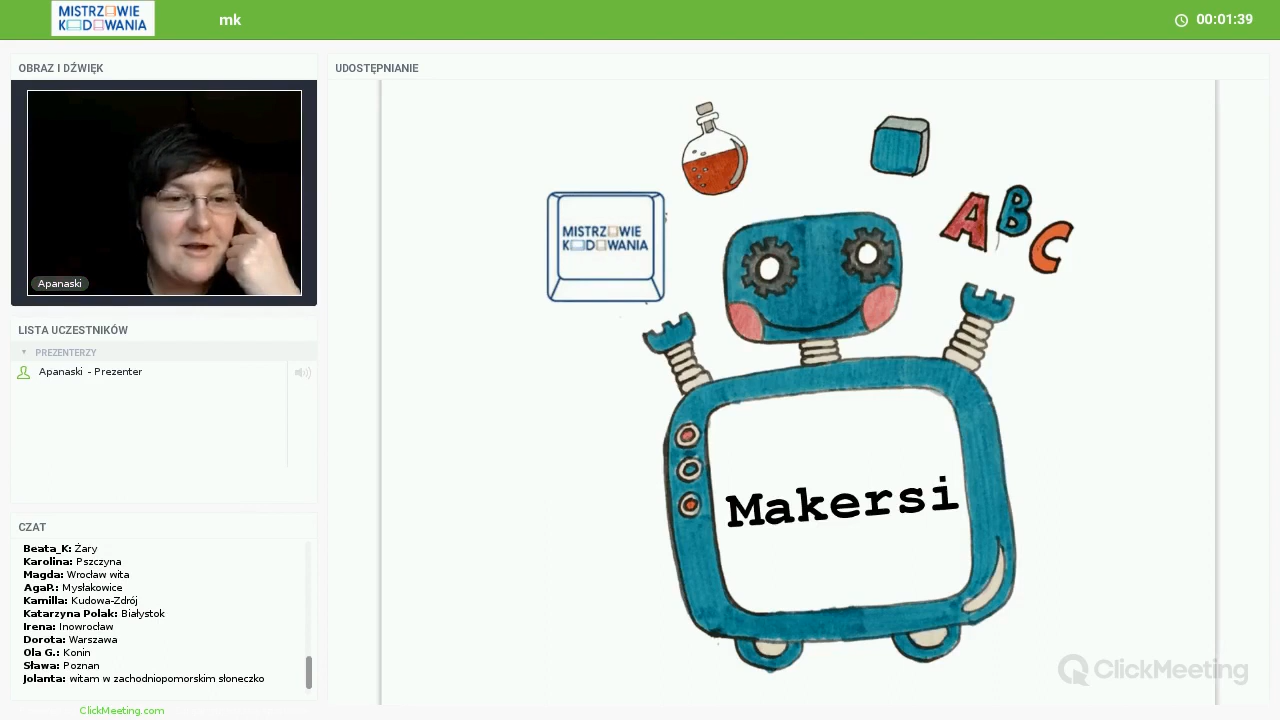 MISTRZOWIE
KODOWANIA
mk
00:01:39
OBRAZ I DŹWIĘK
Apanaski
LISTA UCZESTNIKÓW
PREZENTERZY
Apanaski - Prezenter
CZAT
Beata_K: Żary
Karolina: Pszczyna
Magda: Wrocław wita
AgaP.: Mysłakowice
Kamilla: Kudowa-Zdrój
Katarzyna Polak: Białystok
Irena: Inowrocław
Dorota: Warszawa
Ola G.: Konin
Sława: Poznan
Jolanta: witam w zachodniopomorskim słoneczko
ClickMeeting.com
UDOSTĘPNIANIE
MISTRZOWIE
KODOWANIA
ABC
Makersi
ClickMeeting